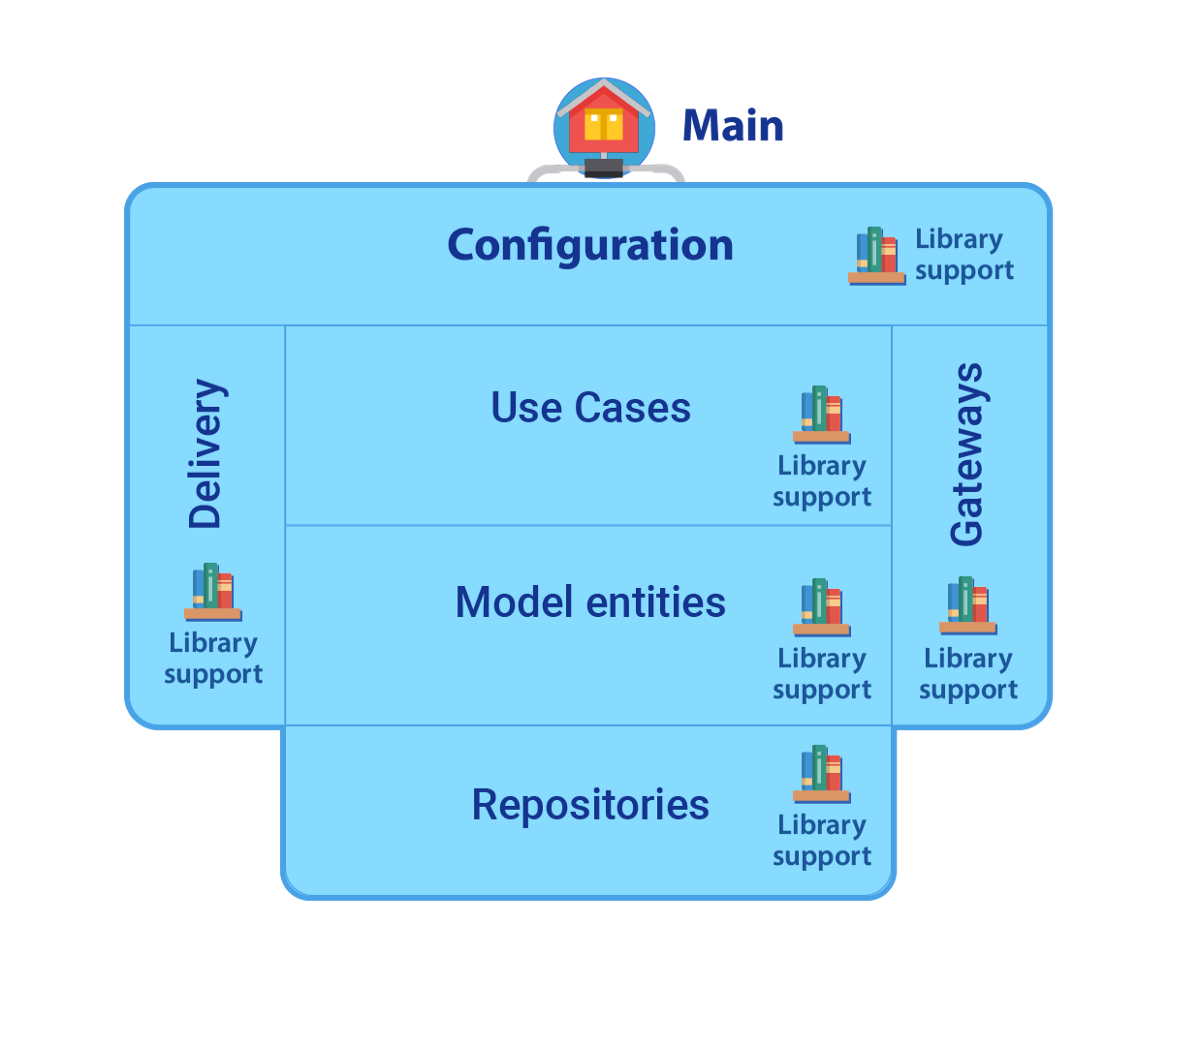 Main
Configuration
Library
support
Delivery
Library
support
Use Cases
Library
support
Model entities
Library
support
Gateways
Library
support
Repositories
Library
support